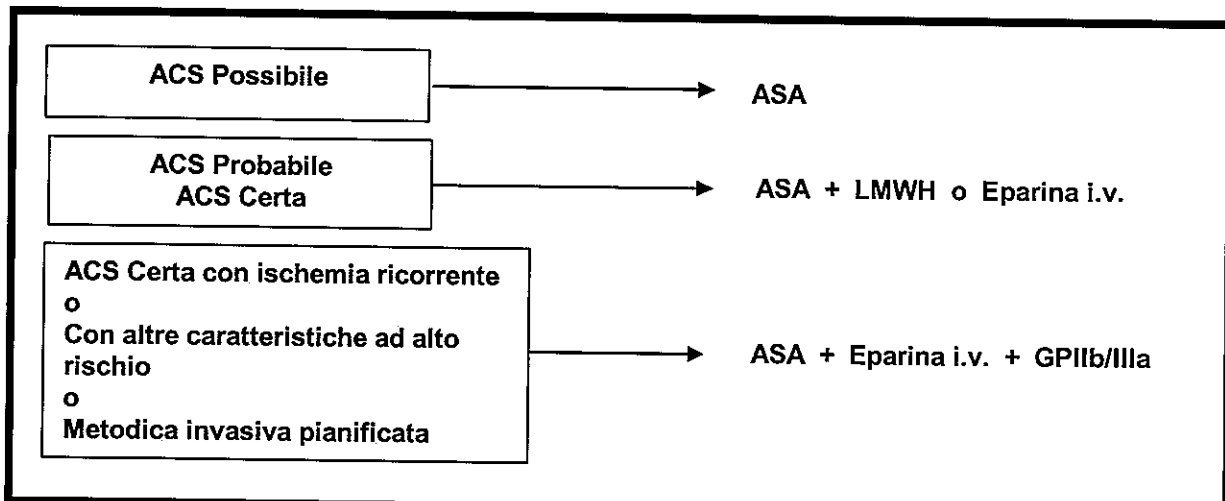 ACS Possibile
ASA
ACS Probabile
ACS Certa
ASA + LMWH o Eparina i.v.
ACS Certa con ischemia ricorrente
o
Con altre caratteristiche ad alto
rischio
o
Metodica invasiva pianificata
ASA + Eparina i.v. + GPIIb/IIIa